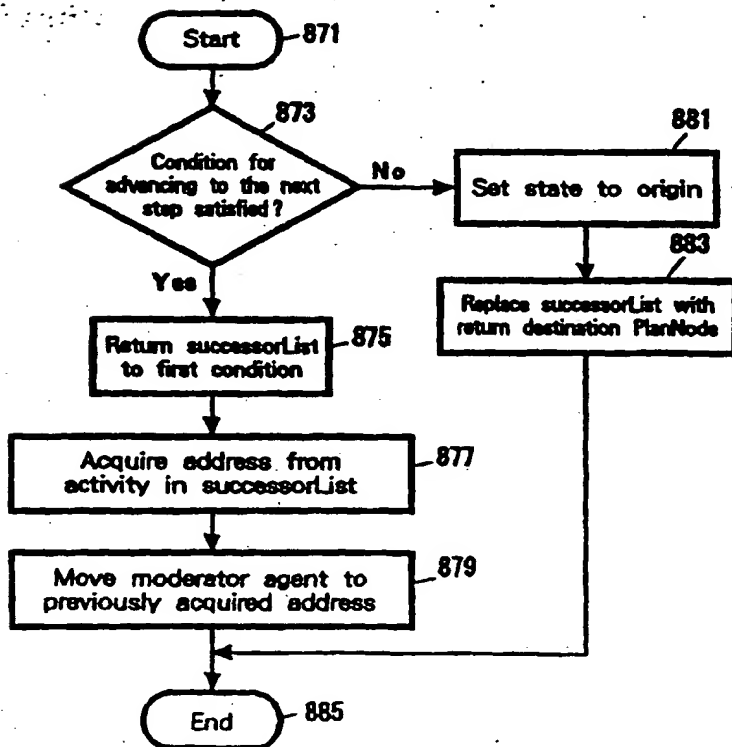 Start
871
873
Condition for
advancing to the next
step satisfied?
No
881
Set state to origin
883
Replace successorList with
return destination PlanNode
Yes
Return successorList
to first condition
875
Acquire address from
activity in successorList
877
Move moderator agent to
previously acquired address
879
End
885